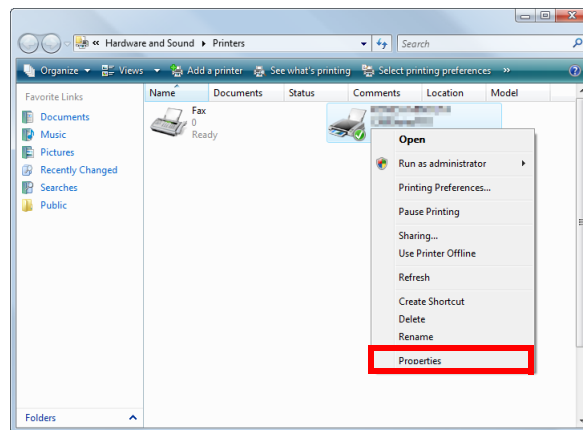 « Hardware and Sound ▸ Printers
Search
Organize Views Add a printer See what's printing Select printing preferences »
Favorite Links
Documents
Music
Pictures
Recently Changed
Searches
Public
Folders
Name Documents Status Comments Location Model
Fax
0
Ready
Open
Run as administrator
Printing Preferences...
Pause Printing
Sharing...
Use Printer Offline
Refresh
Create Shortcut
Delete
Rename
Properties